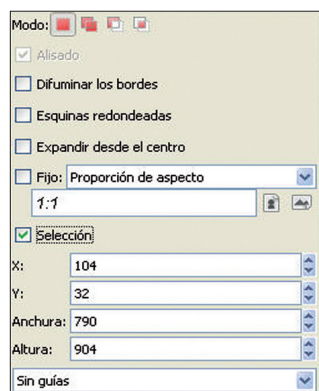 Modo:
Alisado
Difuminar los bordes
Esquinas redondeadas
Expandir desde el centro
Fijo: Proporción de aspecto
1:1
Selección
X: 104
Y: 32
Anchura: 790
Altura: 904
Sin guías